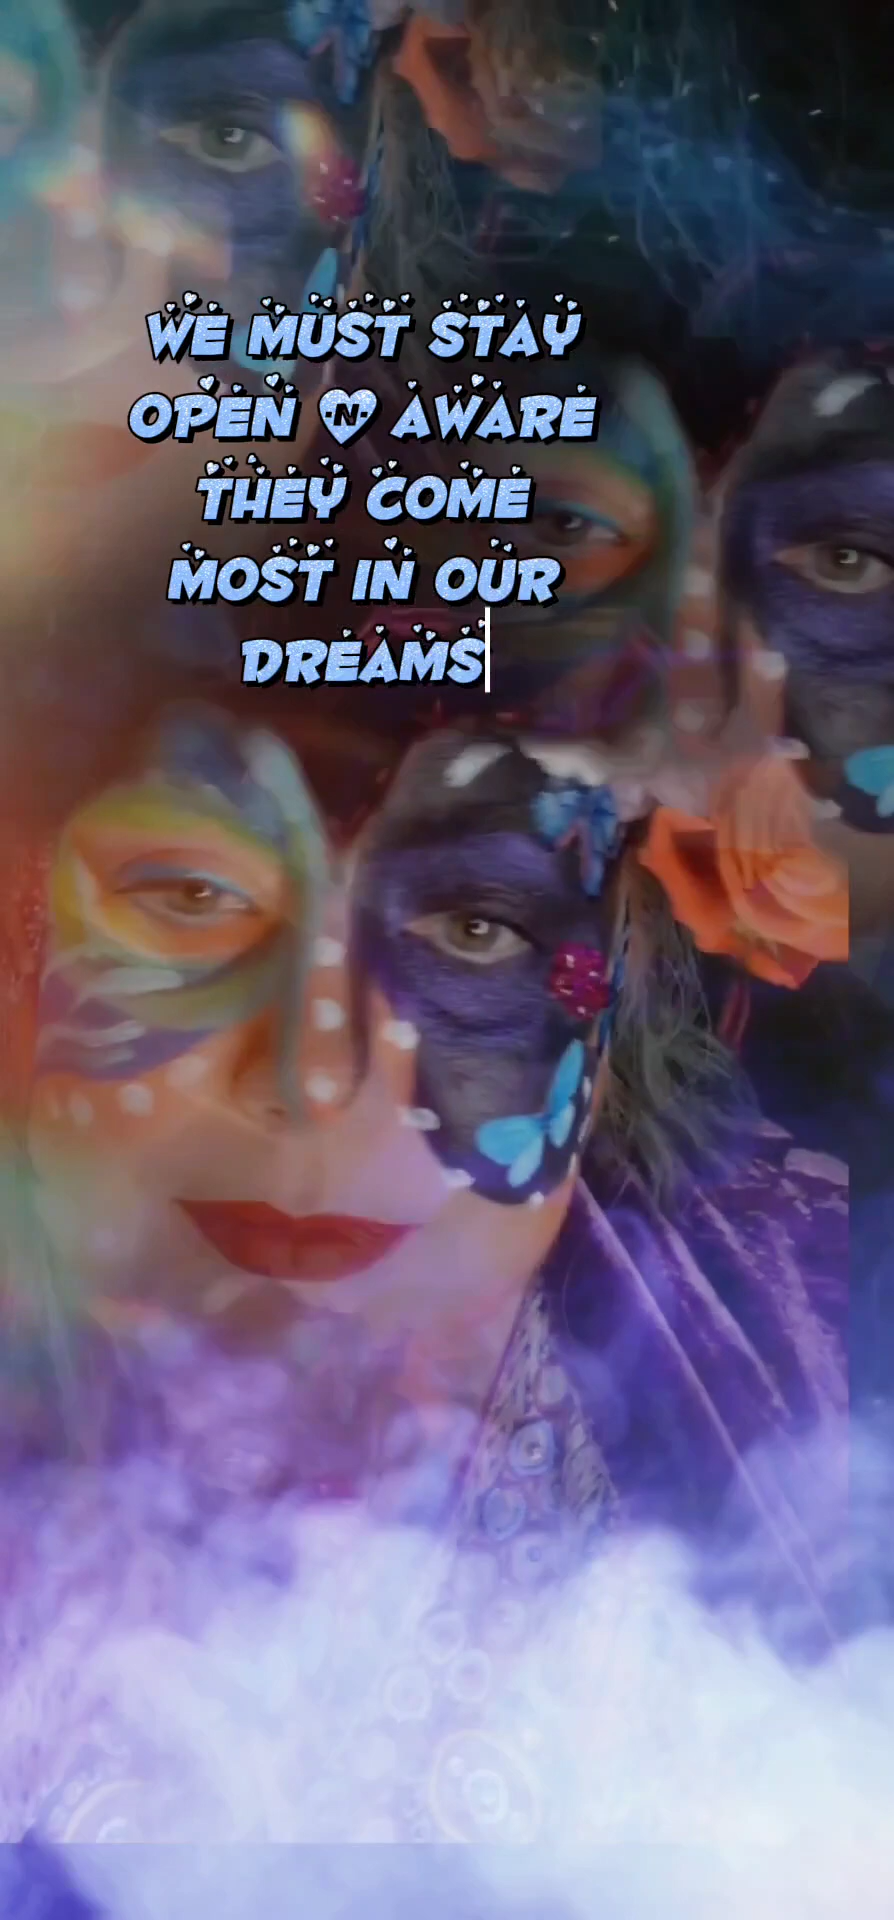 WE MUST STAY
OPEN -N- AWARE
THEY COME
MOST IN OUR
DREAMS